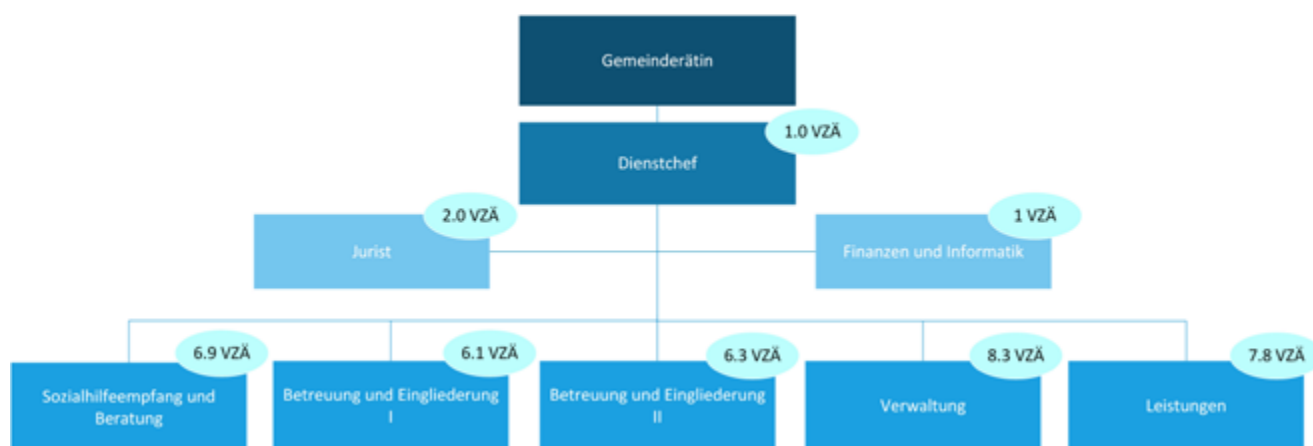 Gemeinderätin
1.0 VZÄ
Dienstchef
2.0 VZÄ
Jurist
1 VZÄ
Finanzen und Informatik
6.9 VZÄ
Sozialhilfeempfang und
Beratung
6.1 VZÄ
Betreuung und Eingliederung
I
6.3 VZÄ
Betreuung und Eingliederung
II
8.3 VZÄ
Verwaltung
7.8 VZÄ
Leistungen